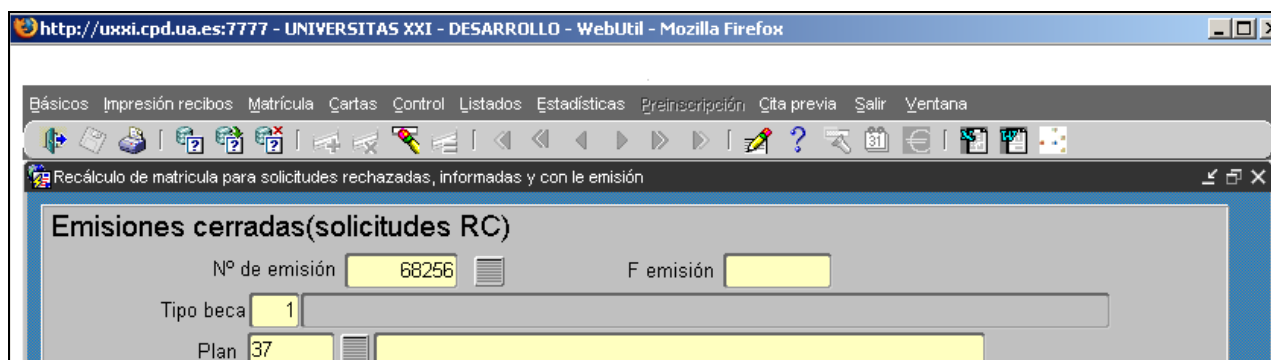 http://uxxi.cpd.ua.es:7777 - UNIVERSITAS XXI - DESARROLLO - WebUtil - Mozilla Firefox
Básicos Impresión recibos Matrícula Cartas Control Listados Estadísticas Preinscripción Cita previa Salir Ventana
31
Recálculo de matricula para solicitudes rechazadas, informadas y con le emisión
Emisiones cerradas(solicitudes RC)
Nº de emisión 68256 F emisión
Tipo beca 1
Plan 37